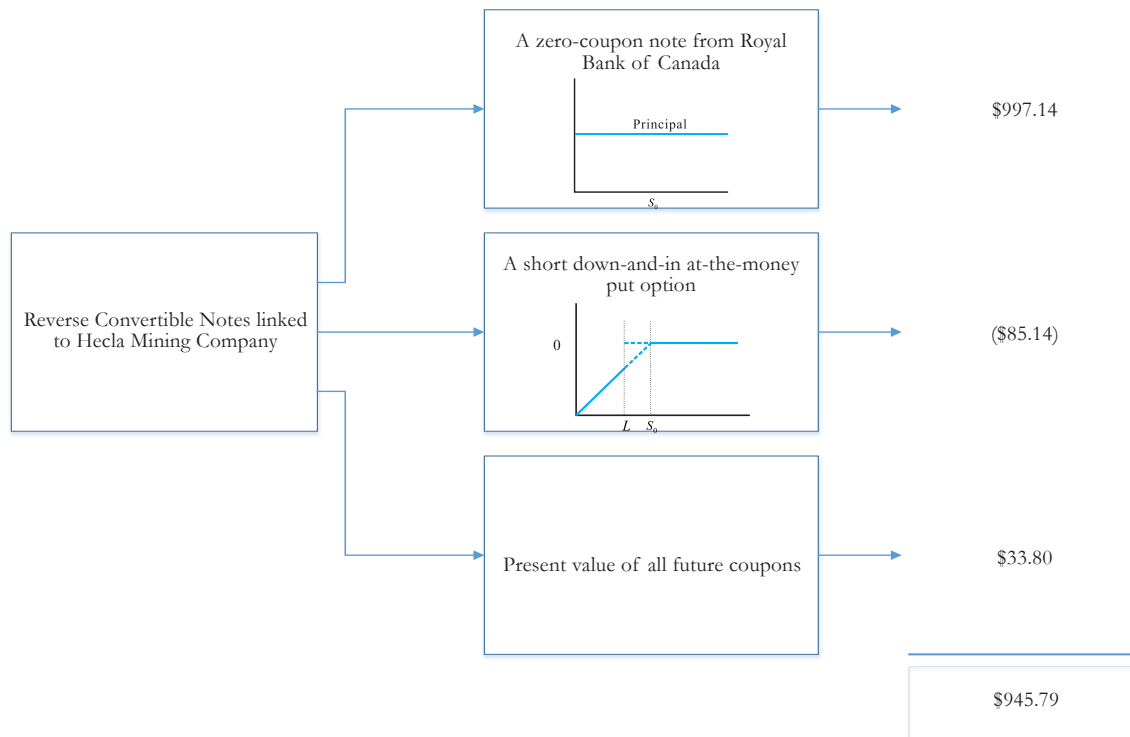 A zero-coupon note from Royal
Bank of Canada
Principal
S₀
$997.14
Reverse Convertible Notes linked
to Hecla Mining Company
A short down-and-in at-the-money
put option
0
L S₀
($85.14)
Present value of all future coupons
$33.80
$945.79